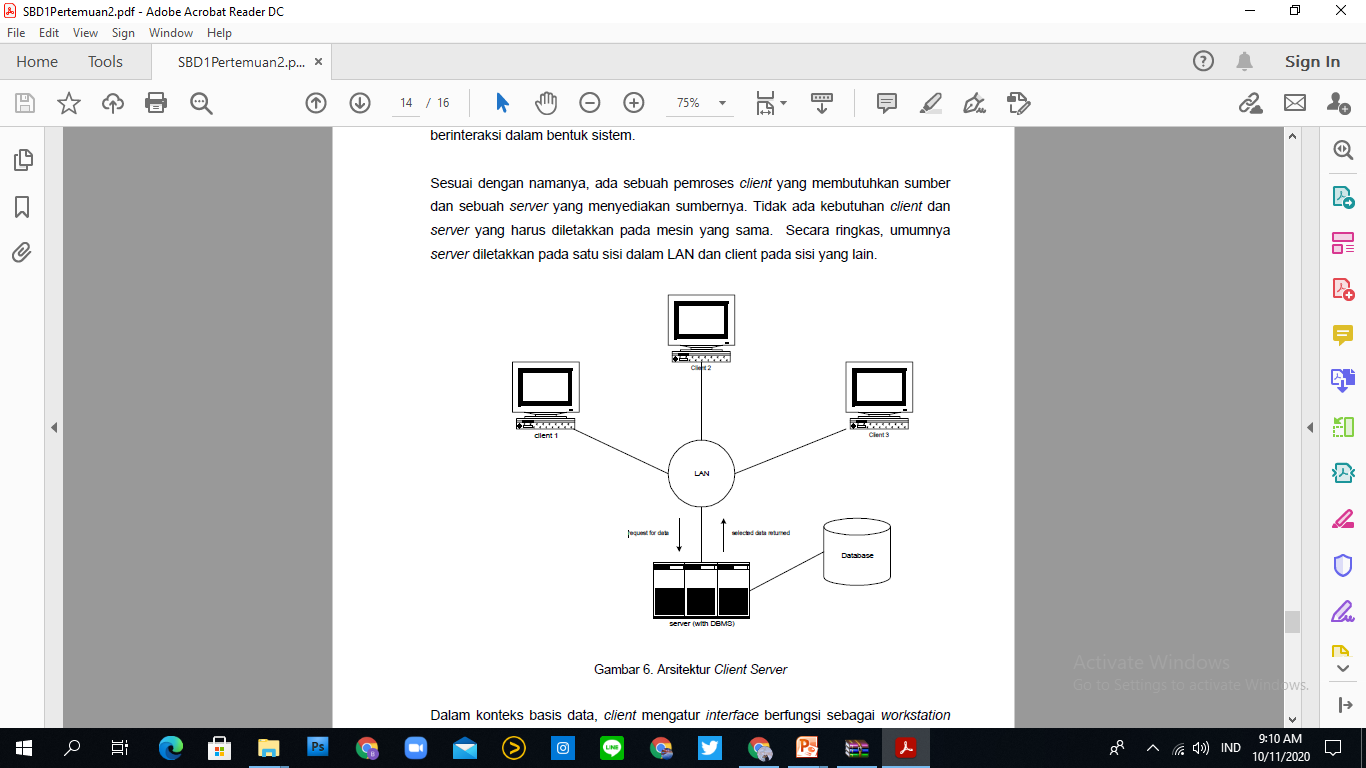 SBD1Pertemuan2.pdf - Adobe Acrobat Reader DC
File Edit View Sign Window Help
Home Tools SBD1Pertemuan2.p... × Sign In
14 / 16 75%
berinteraksi dalam bentuk sistem.
Sesuai dengan namanya, ada sebuah pemroses client yang membutuhkan sumber
dan sebuah server yang menyediakan sumbernya. Tidak ada kebutuhan client dan
server yang harus diletakkan pada mesin yang sama. Secara ringkas, umumnya
server diletakkan pada satu sisi dalam LAN dan client pada sisi yang lain.
Client 2
client 1
Client 3
LAN
request for data
selected data returned
Database
server (with DBMS)
Gambar 6. Arsitektur Client Server
Activate Windows
Go to Settings to activate Windows.
Dalam konteks basis data, client mengatur interface berfungsi sebagai workstation
Ps
LINE
IND
9:10 AM
10/11/2020